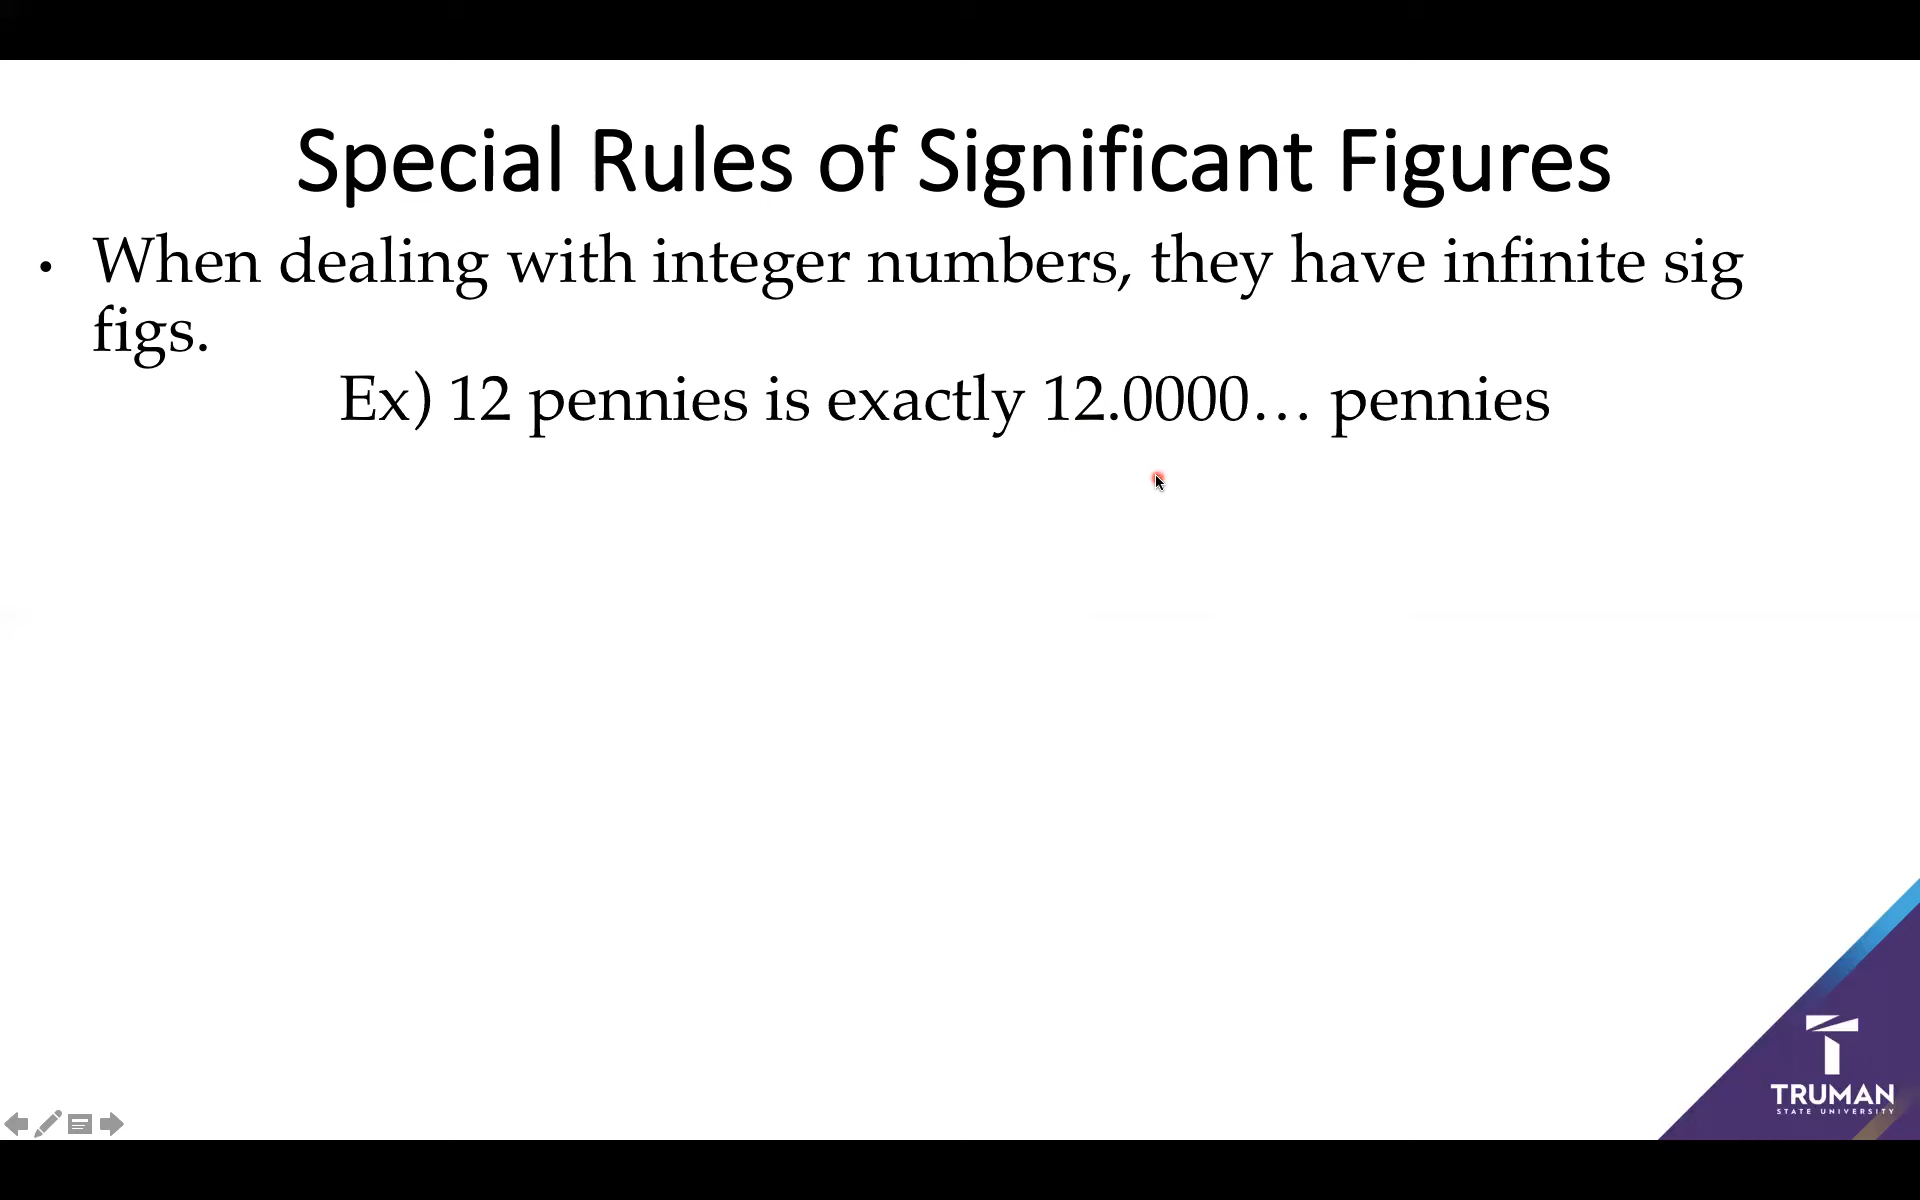 Special Rules of Significant Figures
• When dealing with integer numbers, they have infinite sig
figs.
Ex) 12 pennies is exactly 12.0000… pennies
TRUMAN
STATE UNIVERSITY